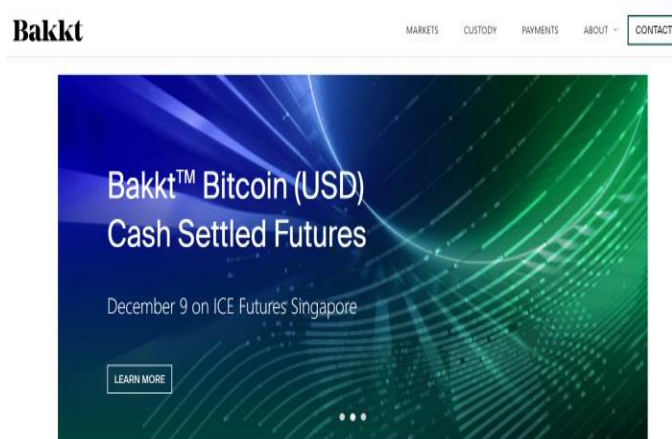 Bakkt
MARKETS CUSTODY PAYMENTS ABOUT CONTACT
Bakkt™ Bitcoin (USD)
Cash Settled Futures
December 9 on ICE Futures Singapore
LEARN MORE